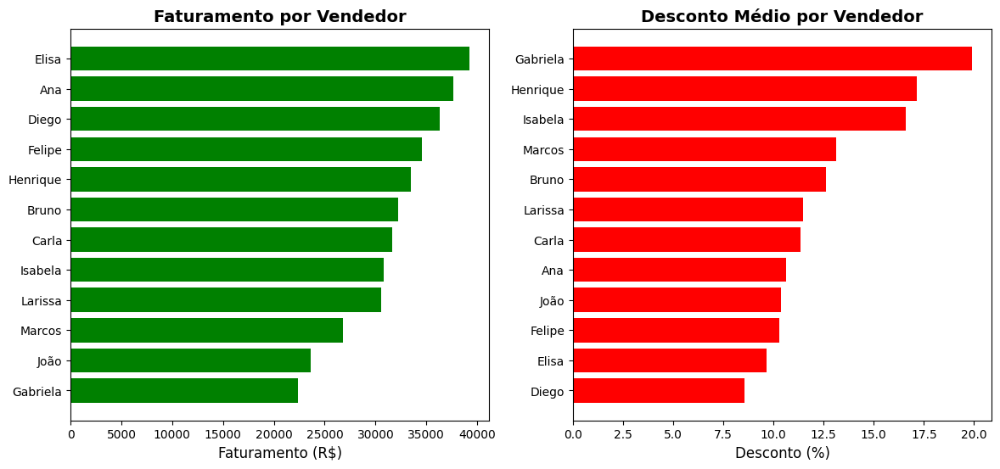 Faturamento por Vendedor
Elisa
Ana
Diego
Felipe
Henrique
Bruno
Carla
Isabela
Larissa
Marcos
João
Gabriela
0 5000 10000 15000 20000 25000 30000 35000 40000
Faturamento (R$)
Desconto Médio por Vendedor
Gabriela
Henrique
Isabela
Marcos
Bruno
Larissa
Carla
Ana
João
Felipe
Elisa
Diego
0.0 2.5 5.0 7.5 10.0 12.5 15.0 17.5 20.0
Desconto (%)